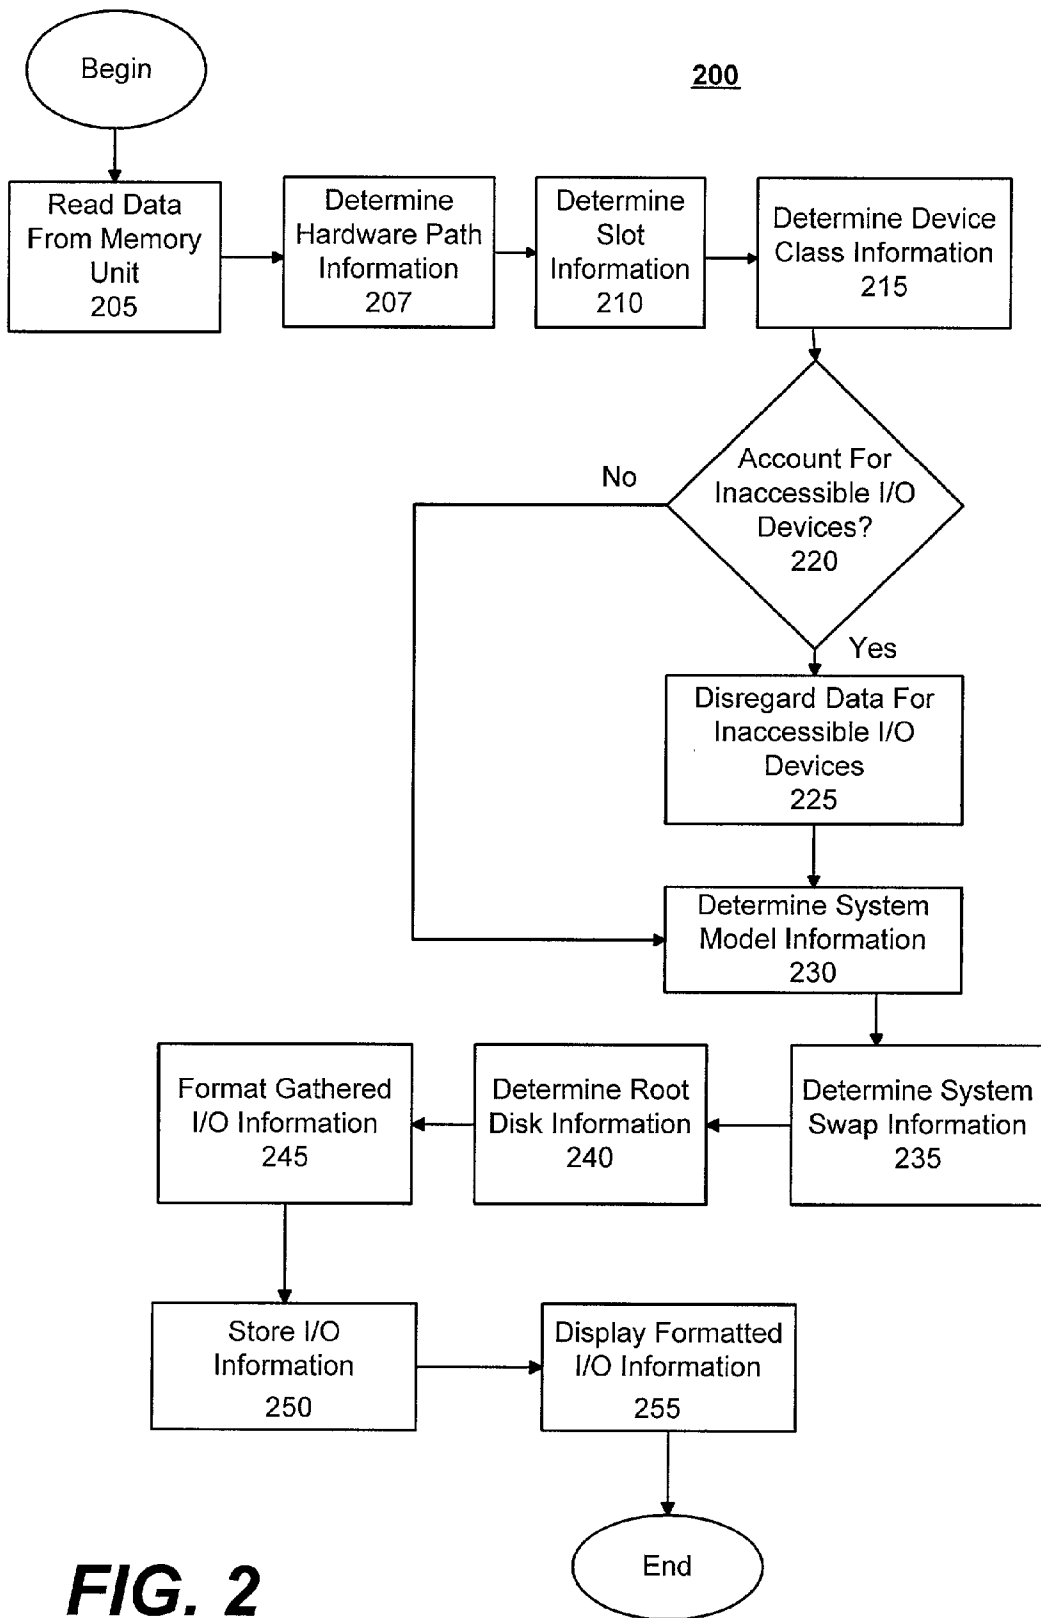 Begin
200
Read Data
From Memory
Unit
205
Determine
Hardware Path
Information
207
Determine
Slot
Information
210
Determine Device
Class Information
215
Account For
Inaccessible I/O
Devices?
220
No
Yes
Disregard Data For
Inaccessible I/O
Devices
225
Determine System
Model Information
230
Determine System
Swap Information
235
Determine Root
Disk Information
240
Format Gathered
I/O Information
245
Store I/O
Information
250
Display Formatted
I/O Information
255
End
FIG. 2